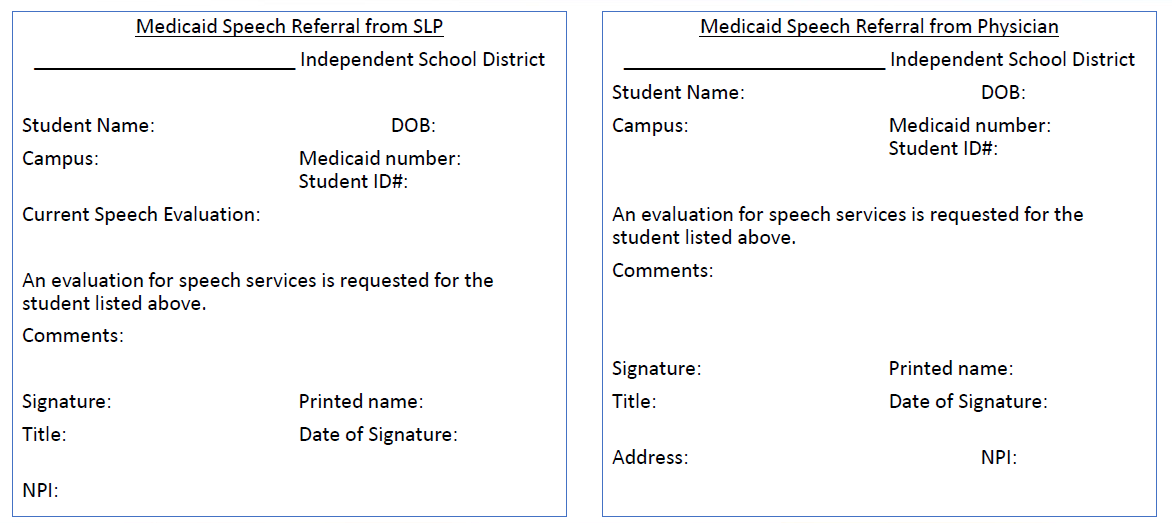 Medicaid Speech Referral from SLP
__________________________ Independent School District
Student Name: DOB:
Campus: Medicaid number:
Student ID#:
Current Speech Evaluation:
An evaluation for speech services is requested for the
student listed above.
Comments:
Signature: Printed name:
Title: Date of Signature:
NPI:
Medicaid Speech Referral from Physician
__________________________ Independent School District
Student Name: DOB:
Campus: Medicaid number:
Student ID#:
An evaluation for speech services is requested for the
student listed above.
Comments:
Signature: Printed name:
Title: Date of Signature:
Address: NPI: